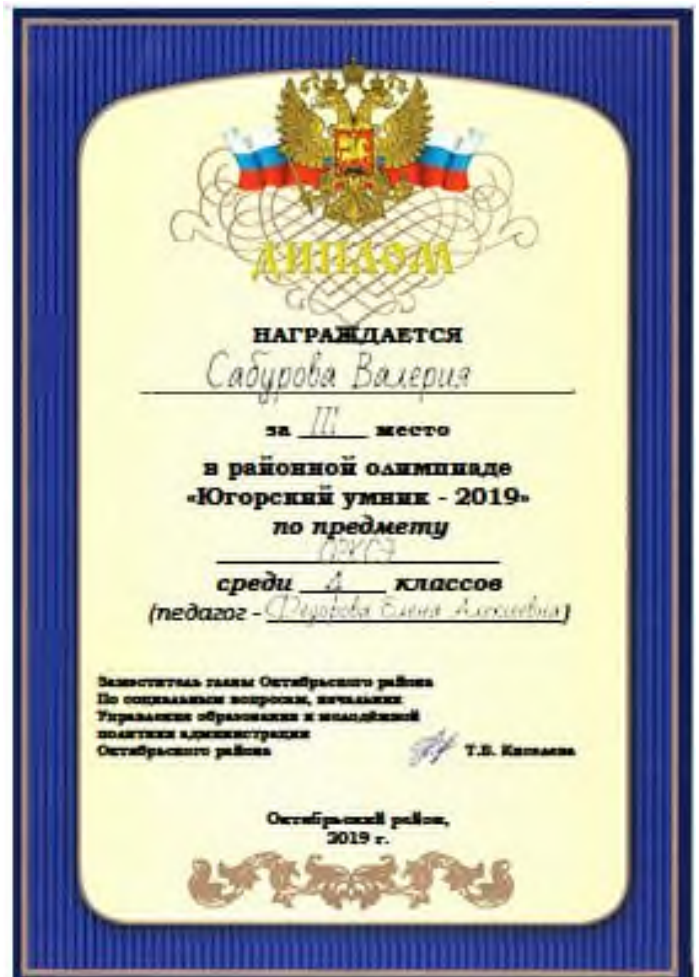 ДИПЛОМ
НАГРАЖДАЕТСЯ
Сабурова Валерия
за III место
в районной олимпиаде
«Югорский умник - 2019»
по предмету
ОРКСЭ
среди 4 классов
(педагог - Федорова Елена Алексеевна)
Заместитель главы Октябрьского района
По социальным вопросам, начальник
Управления образования и молодёжной
политики администрации
Октябрьского района
Т.Б. Киселева
Октябрьский район,
2019 г.